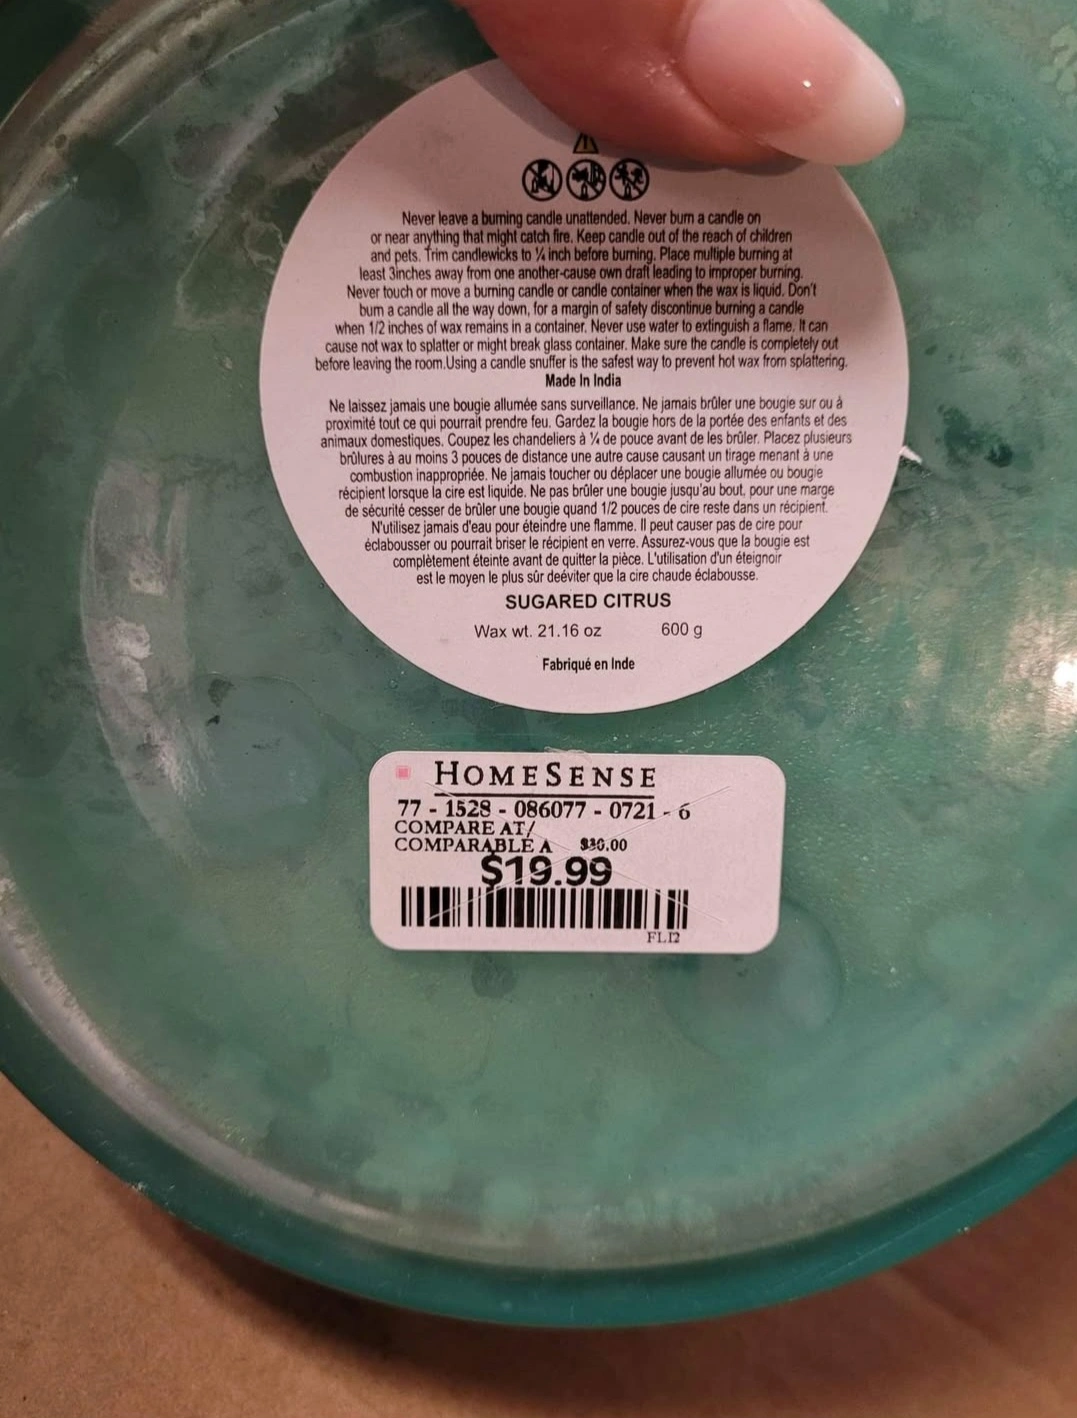 Never leave a burning candle unattended. Never burn a candle on
or near anything that might catch fire. Keep candle out of the reach of children
and pets. Trim candlewicks to ¼ inch before burning. Place multiple burning at
least 3inches away from one another-cause own draft leading to improper burning.
Never touch or move a burning candle or candle container when the wax is liquid. Don't
burn a candle all the way down, for a margin of safety discontinue burning a candle
when 1/2 inches of wax remains in a container. Never use water to extinguish a flame. It can
cause not wax to splatter or might break glass container. Make sure the candle is completely out
before leaving the room.Using a candle snuffer is the safest way to prevent hot wax from splattering.
Made In India
Ne laissez jamais une bougie allumée sans surveillance. Ne jamais brûler une bougie sur ou à
proximité tout ce qui pourrait prendre feu. Gardez la bougie hors de la portée des enfants et des
animaux domestiques. Coupez les chandeliers à ¼ de pouce avant de les brûler. Placez plusieurs
brûlures à au moins 3 pouces de distance une autre cause causant un tirage menant à une
combustion inappropriée. Ne jamais toucher ou déplacer une bougie allumée ou bougie
récipient lorsque la cire est liquide. Ne pas brûler une bougie jusqu'au bout, pour une marge
de sécurité cesser de brûler une bougie quand 1/2 pouces de cire reste dans un récipient.
N'utilisez jamais d'eau pour éteindre une flamme. Il peut causer pas de cire pour
éclabousser ou pourrait briser le récipient en verre. Assurez-vous que la bougie est
complètement éteinte avant de quitter la pièce. L'utilisation d'un éteignoir
est le moyen le plus sûr deéviter que la cire chaude éclabousse.
SUGARED CITRUS
Wax wt. 21.16 oz 600 g
Fabriqué en Inde
HOMESENSE
77 - 1528 - 086077 - 0721 - 6
COMPARE AT/
COMPARABLE A $30.00
$19.99
FL12